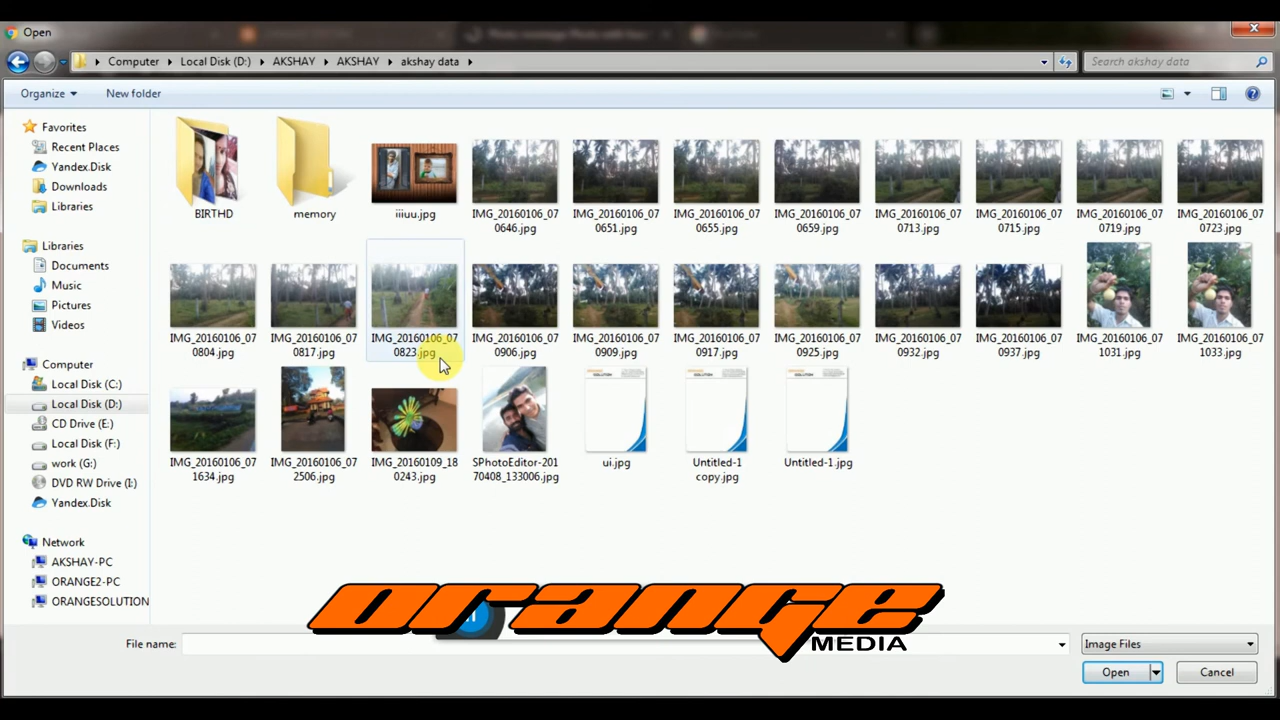 Open
Computer Local Disk (D:) AKSHAY AKSHAY akshay data
Search akshay data
Organize New folder
Favorites
Recent Places
Yandex.Disk
Downloads
Libraries
Libraries
Documents
Music
Pictures
Videos
Computer
Local Disk (C:)
Local Disk (D:)
CD Drive (E:)
Local Disk (F:)
work (G:)
DVD RW Drive (I:)
Yandex.Disk
Network
AKSHAY-PC
ORANGE2-PC
ORANGESOLUTION
BIRTHD memory iiiuu.jpg IMG_20160106_07 IMG_20160106_07 IMG_20160106_07 IMG_20160106_07 IMG_20160106_07 IMG_20160106_07 IMG_20160106_07 IMG_20160106_07
0646.jpg 0651.jpg 0655.jpg 0659.jpg 0713.jpg 0715.jpg 0719.jpg 0723.jpg
IMG_20160106_07 IMG_20160106_07 IMG_20160106_07 IMG_20160106_07 IMG_20160106_07 IMG_20160106_07 IMG_20160106_07 IMG_20160106_07 IMG_20160106_07 IMG_20160106_07 IMG_20160106_07
0804.jpg 0817.jpg 0823.jpg 0906.jpg 0909.jpg 0917.jpg 0925.jpg 0932.jpg 0937.jpg 1031.jpg 1033.jpg
IMG_20160106_07 IMG_20160106_07 IMG_20160109_18 SPhotoEditor-201 ui.jpg Untitled-1 Untitled-1.jpg
1634.jpg 2506.jpg 0243.jpg 70408_133006.jpg copy.jpg
orange
MEDIA
File name:
Image Files
Open Cancel